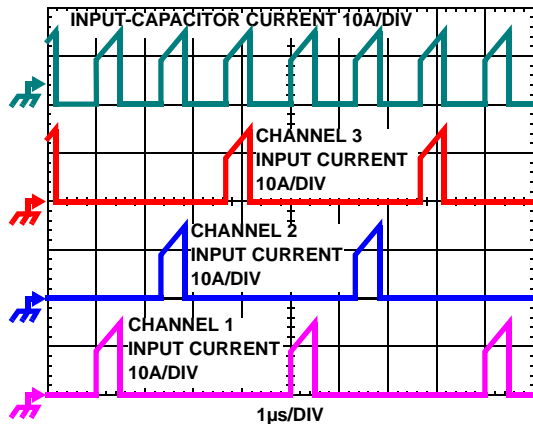 INPUT-CAPACITOR CURRENT 10A/DIV
CHANNEL 3
INPUT CURRENT
10A/DIV
CHANNEL 2
INPUT CURRENT
10A/DIV
CHANNEL 1
INPUT CURRENT
10A/DIV
1µs/DIV